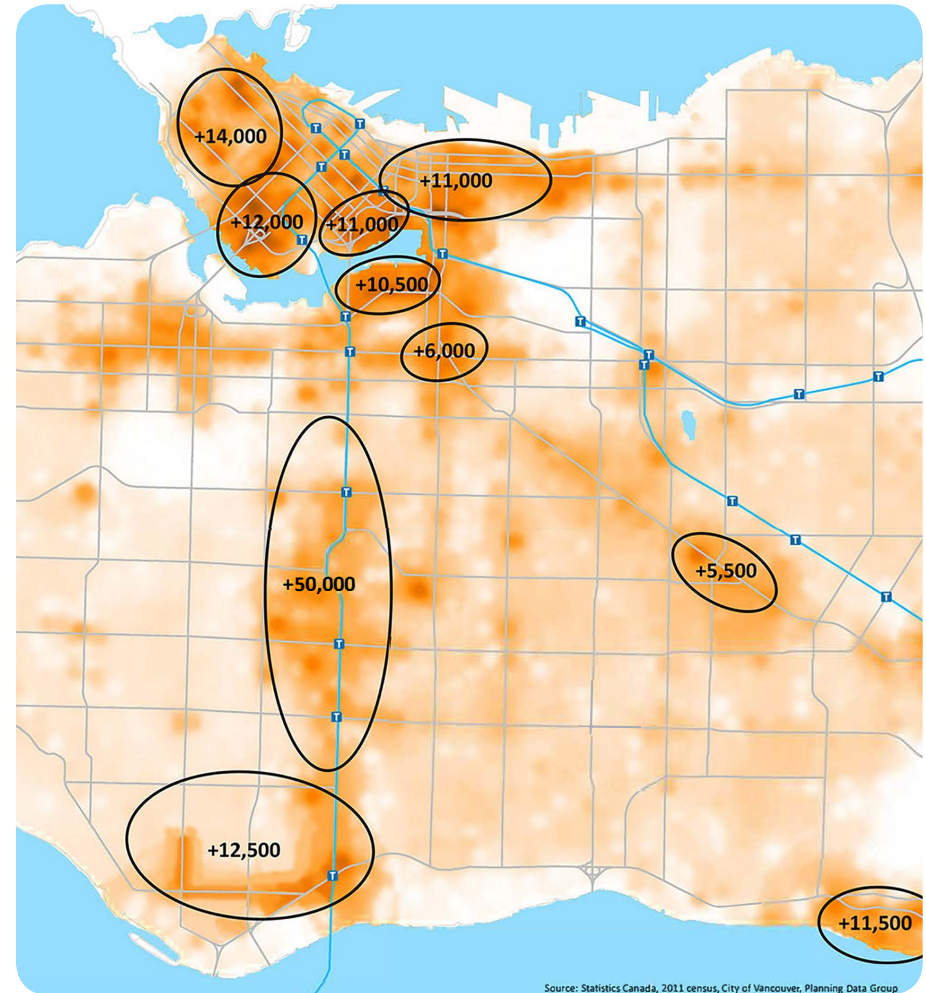 +14,000
+11,000
+12,000
+11,000
T
T
T
T
T
T
+10,500
T
T
T
T
T
+6,000
T
T
T
T
T
T
+5,500
+50,000
T
T
T
+12,500
T
+11,500
Source: Statistics Canada, 2011 census, City of Vancouver, Planning Data Group